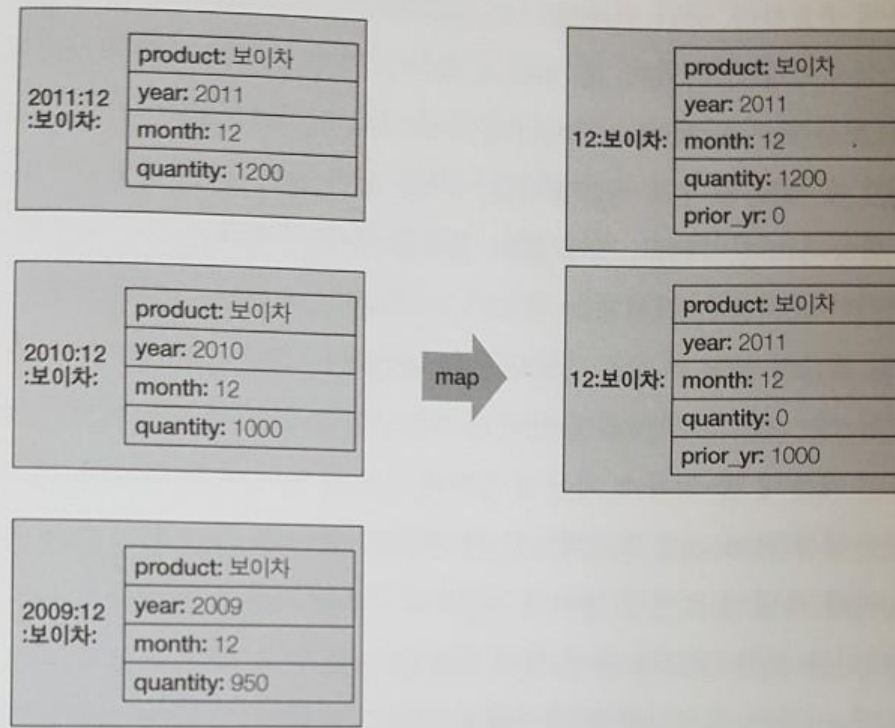 2011:12
:보이차:
product: 보이차
year: 2011
month: 12
quantity: 1200
2010:12
:보이차:
product: 보이차
year: 2010
month: 12
quantity: 1000
2009:12
:보이차:
product: 보이차
year: 2009
month: 12
quantity: 950
map
12:보이차:
product: 보이차
year: 2011
month: 12
quantity: 1200
prior_yr: 0
12:보이차:
product: 보이차
year: 2011
month: 12
quantity: 0
prior_yr: 1000